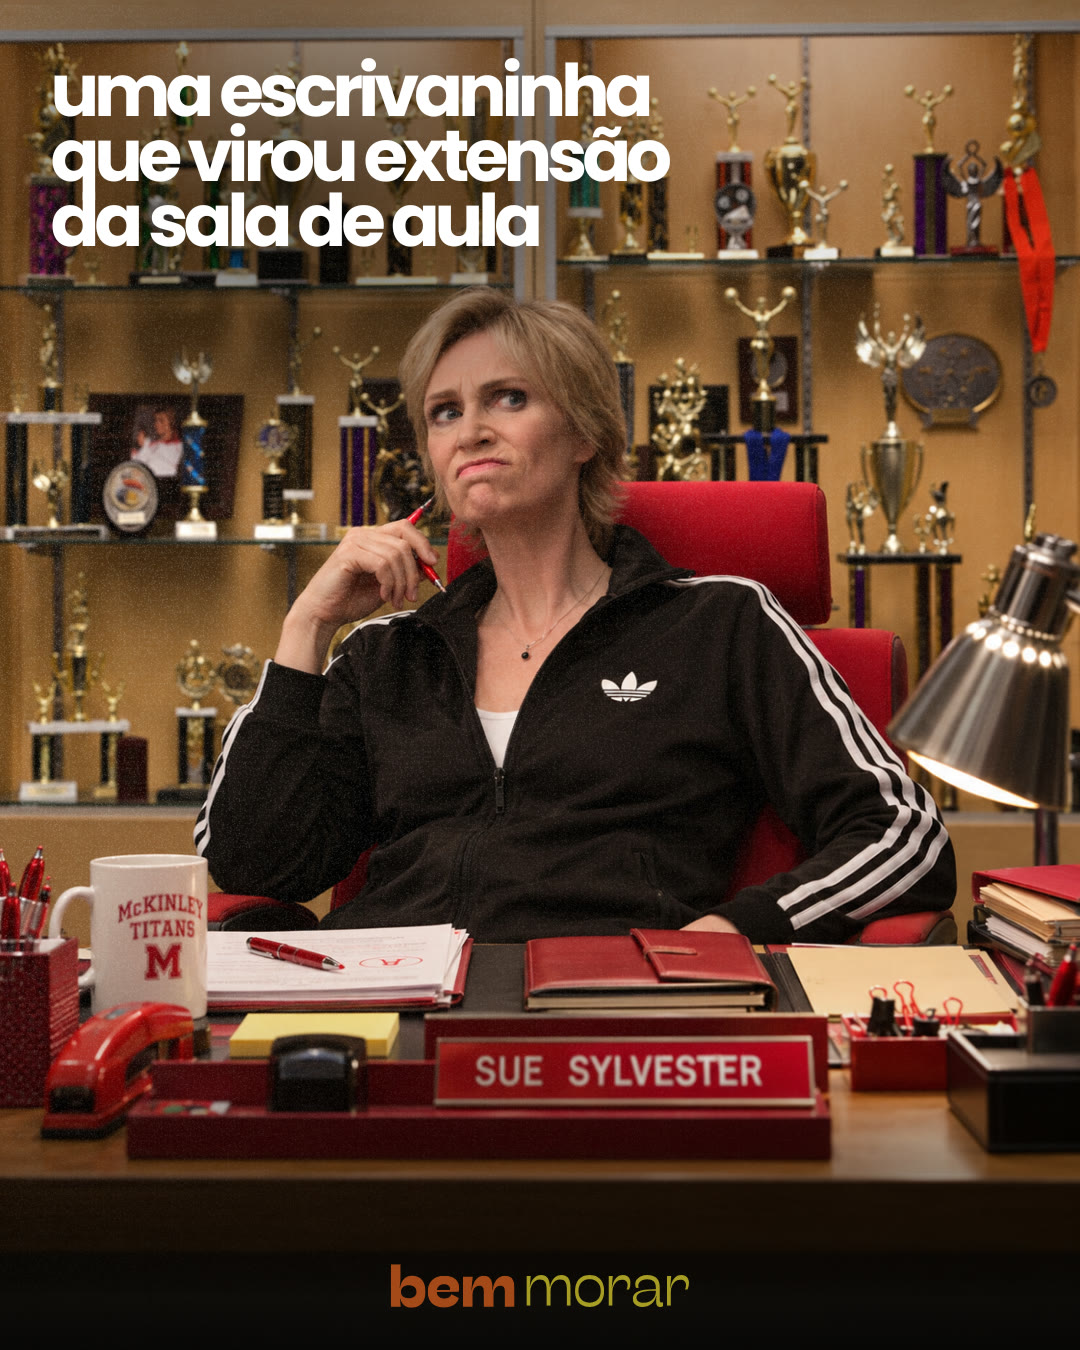 uma escrivaninha
que virou extensão
da sala de aula
McKINLEY
TITANS
M
SUE SYLVESTER
bem morar